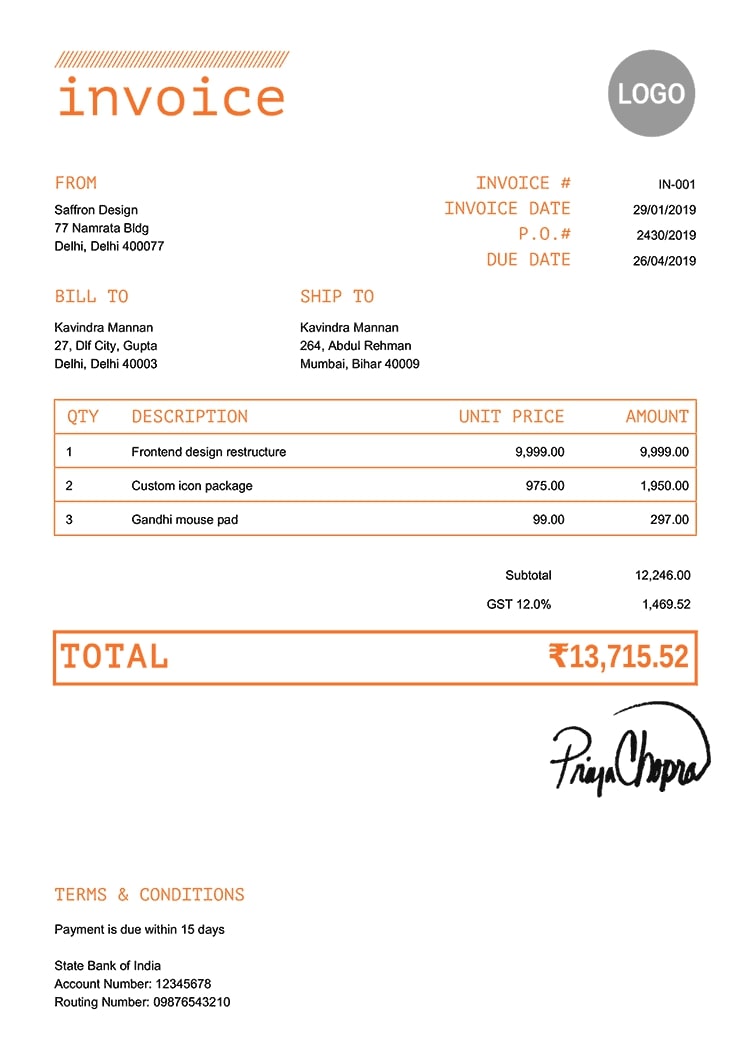 invoice
LOGO
FROM
Saffron Design
77 Namrata Bldg
Delhi, Delhi 400077
INVOICE # IN-001
INVOICE DATE 29/01/2019
P.O.# 2430/2019
DUE DATE 26/04/2019
BILL TO
Kavindra Mannan
27, Dlf City, Gupta
Delhi, Delhi 40003
SHIP TO
Kavindra Mannan
264, Abdul Rehman
Mumbai, Bihar 40009
QTY DESCRIPTION UNIT PRICE AMOUNT
1 Frontend design restructure 9,999.00 9,999.00
2 Custom icon package 975.00 1,950.00
3 Gandhi mouse pad 99.00 297.00
Subtotal 12,246.00
GST 12.0% 1,469.52
TOTAL ₹13,715.52
Priya Chopra
TERMS & CONDITIONS
Payment is due within 15 days
State Bank of India
Account Number: 12345678
Routing Number: 09876543210